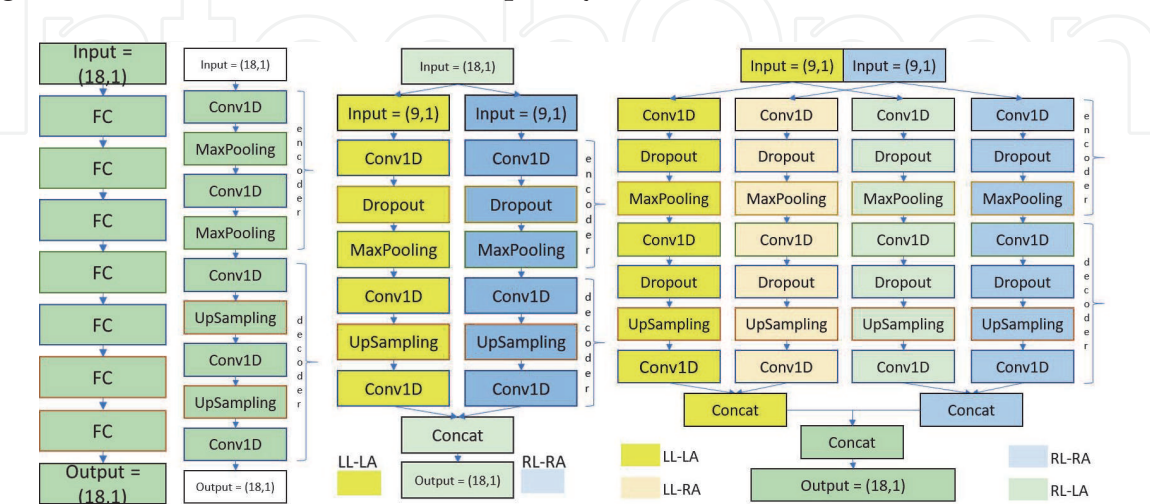 Input =
(18,1)
FC
FC
FC
FC
FC
FC
FC
Output =
(18,1)
Input = (18,1)
Conv1D
MaxPooling
Conv1D
MaxPooling
encoder
Conv1D
UpSampling
Conv1D
UpSampling
Conv1D
decoder
Output = (18,1)
Input = (18,1)
Input = (9,1) Input = (9,1)
Conv1D Conv1D
Dropout Dropout
MaxPooling MaxPooling
encoder
Conv1D Conv1D
UpSampling UpSampling
Conv1D Conv1D
decoder
Concat
LL-LA RL-RA
Output = (18,1)
Input = (9,1) Input = (9,1)
Conv1D Conv1D Conv1D Conv1D
Dropout Dropout Dropout Dropout
MaxPooling MaxPooling MaxPooling MaxPooling
encoder
Conv1D Conv1D Conv1D Conv1D
Dropout Dropout Dropout Dropout
UpSampling UpSampling UpSampling UpSampling
Conv1D Conv1D Conv1D Conv1D
decoder
Concat Concat
Concat
LL-LA RL-RA
LL-RA RL-LA
Output = (18,1)